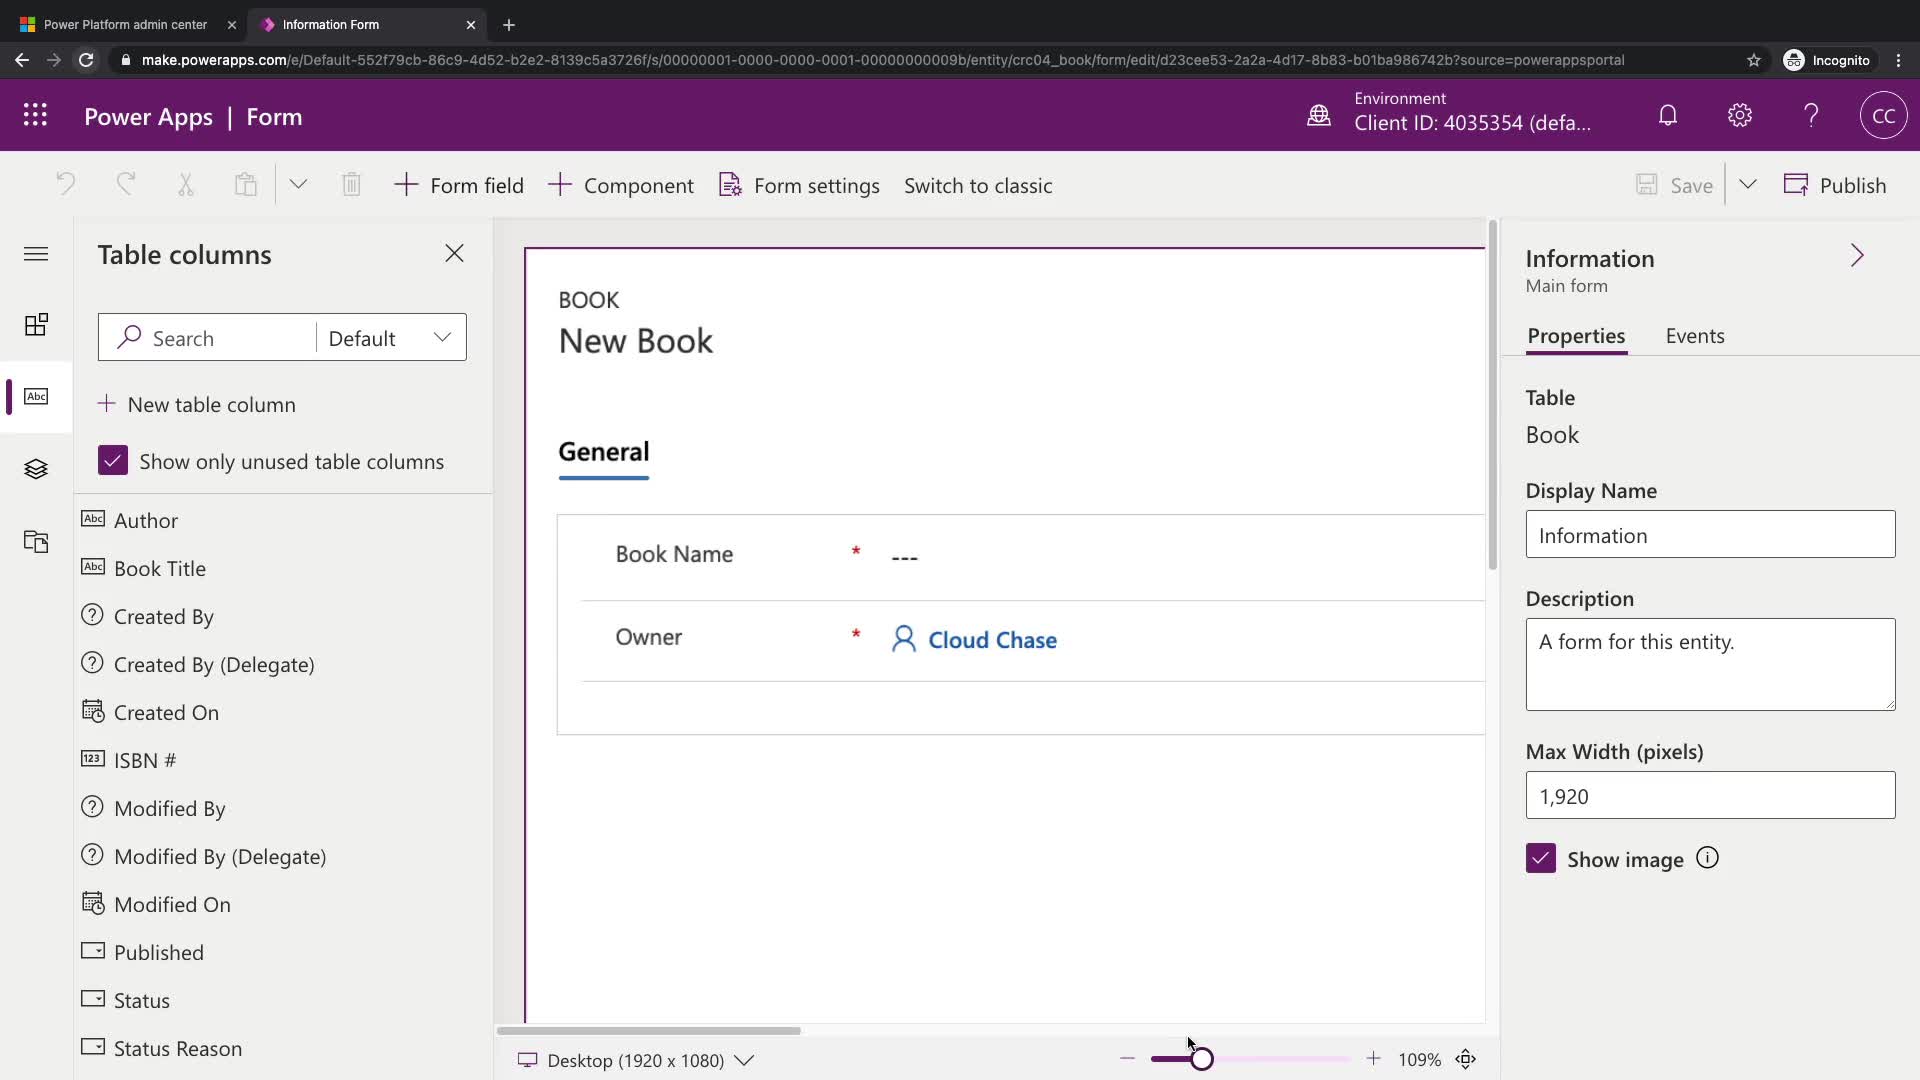 Power Platform admin center
Information Form
make.powerapps.com/e/Default-552f79cb-86c9-4d52-b2e2-8139c5a3726f/s/00000001-0000-0000-0001-00000000009b/entity/crc04_book/form/edit/d23cee53-2a2a-4d17-8b83-b01ba986742b?source=powerappsportal
Incognito
Power Apps | Form
Environment
Client ID: 4035354 (defa...
CC
Form field
Component
Form settings
Switch to classic
Save
Publish
Table columns
Search
Default
New table column
Show only unused table columns
Abc
Abc Author
Abc Book Title
Created By
Created By (Delegate)
Created On
123 ISBN #
Modified By
Modified By (Delegate)
Modified On
Published
Status
Status Reason
BOOK
New Book
General
Book Name * ---
Owner * Cloud Chase
Desktop (1920 x 1080)
109%
Information
Main form
Properties
Events
Table
Book
Display Name
Information
Description
A form for this entity.
Max Width (pixels)
1,920
Show image